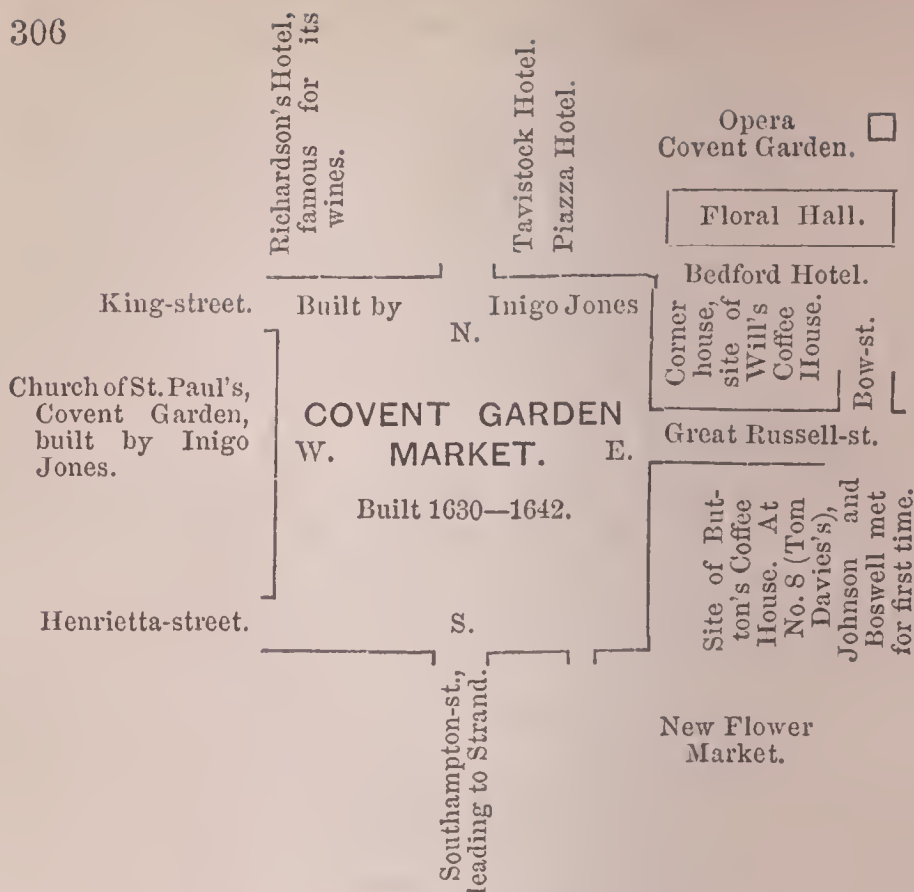 306
Richardson's Hotel,
famous for its
wines.
Tavistock Hotel.
Piazza Hotel.
Opera
Covent Garden.
Floral Hall.
Bedford Hotel.
King-street.
Built by
Inigo Jones
N.
Corner
house,
site of
Will's
Coffee
House.
Bow-st.
Church of St. Paul's,
Covent Garden,
built by Inigo
Jones.
COVENT GARDEN
MARKET.
W.
E.
Built 1630—1642.
Great Russell-st.
Site of But-
ton's Coffee
House. At
No. 8 (Tom
Davies's),
Johnson and
Boswell met
for first time.
Henrietta-street.
S.
Southampton-st.,
leading to Strand.
New Flower
Market.